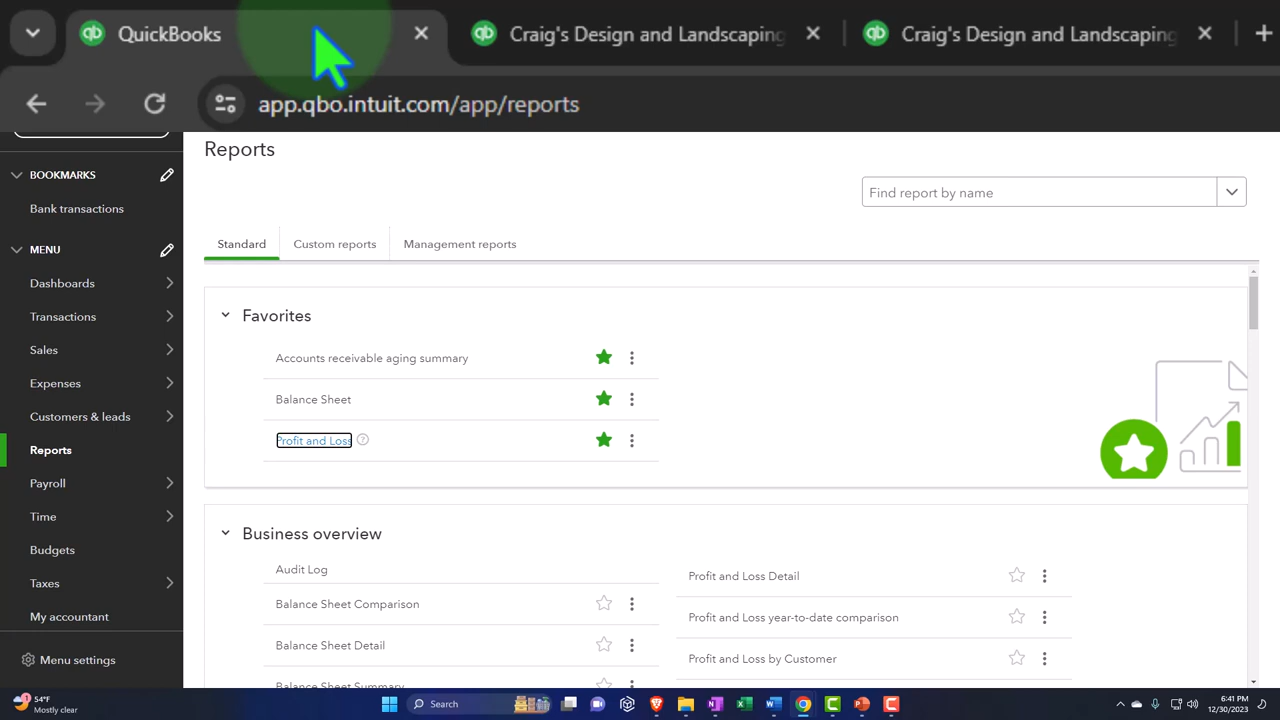 QuickBooks
Craig's Design and Landscaping
Craig's Design and Landscaping
app.qbo.intuit.com/app/reports
Reports
BOOKMARKS
Bank transactions
Find report by name
MENU
Standard
Custom reports
Management reports
Dashboards
Transactions
Sales
Expenses
Customers & leads
Reports
Payroll
Time
Budgets
Taxes
My accountant
Menu settings
Favorites
Accounts receivable aging summary
Balance Sheet
Profit and Loss
Business overview
Audit Log
Balance Sheet Comparison
Balance Sheet Detail
Balance Sheet Summary
Profit and Loss Detail
Profit and Loss year-to-date comparison
Profit and Loss by Customer
1
54°F
Mostly clear
Search
6:41 PM
12/30/2023